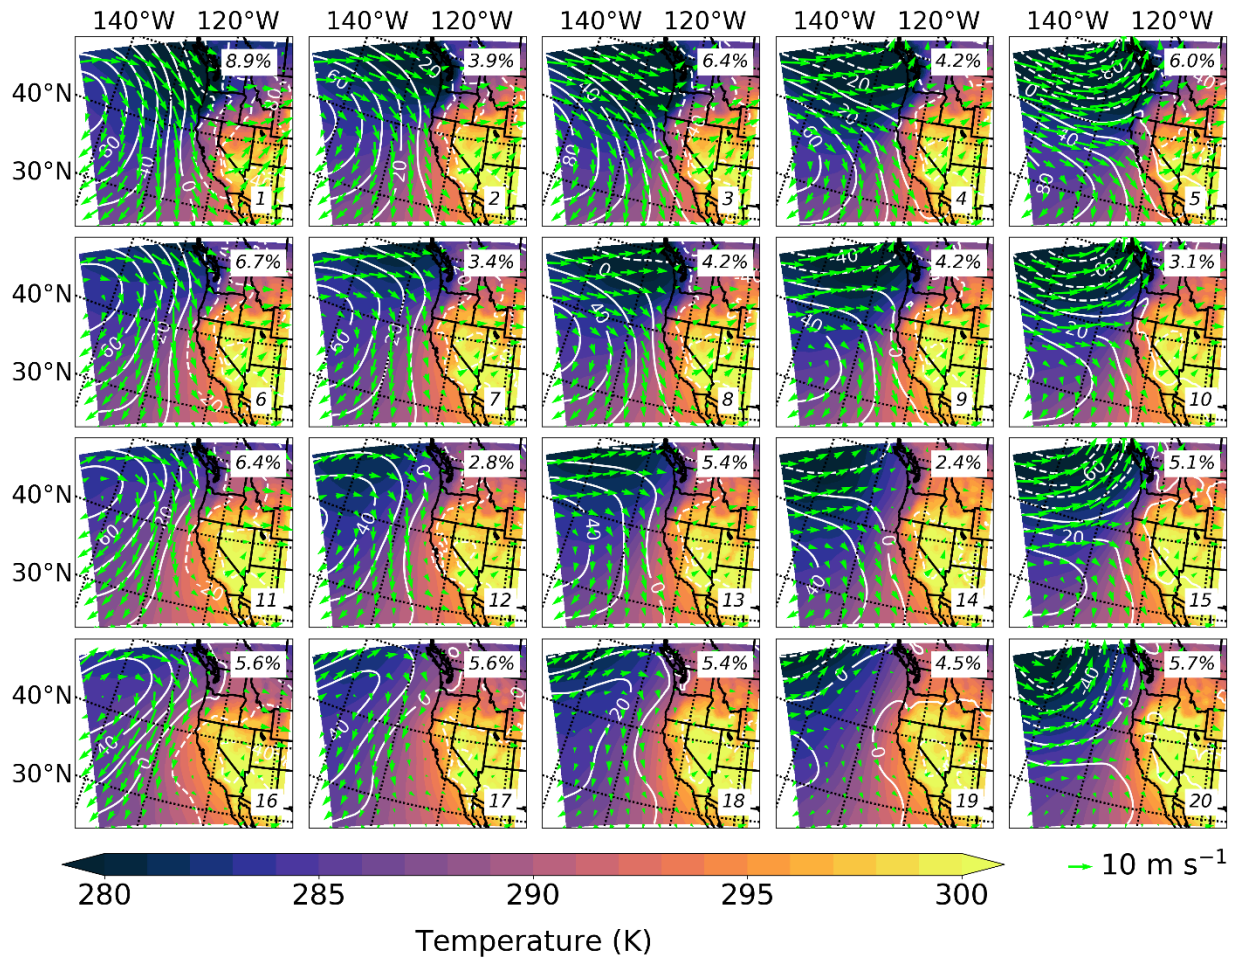 140°W 120°W 140°W 120°W 140°W 120°W 140°W 120°W 140°W 120°W
8.9% 3.9% 6.4% 4.2% 6.0%
40°N
30°N
1 2 3 4 5
6.7% 3.4% 4.2% 4.2% 3.1%
40°N
30°N
6 7 8 9 10
6.4% 2.8% 5.4% 2.4% 5.1%
40°N
30°N
11 12 13 14 15
5.6% 5.6% 5.4% 4.5% 5.7%
40°N
30°N
16 17 18 19 20
280 285 290 295 300
10 m s⁻¹
Temperature (K)